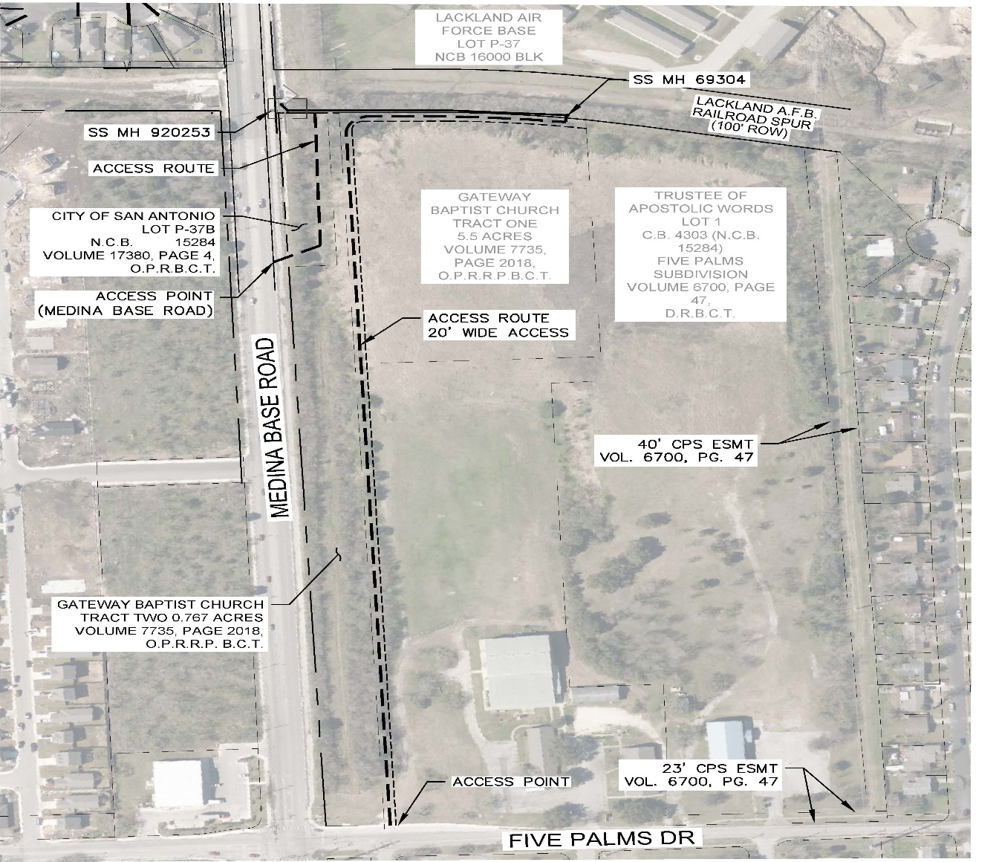 LACKLAND AIR
FORCE BASE
LOT P-37
NCB 16000 BLK
SS MH 69304
LACKLAND A.F.B.
RAILROAD SPUR
(100' ROW)
SS MH 920253
ACCESS ROUTE
CITY OF SAN ANTONIO
LOT P-37B
N.C.B. 15284
VOLUME 17380, PAGE 4,
O.P.R.B.C.T.
ACCESS POINT
(MEDINA BASE ROAD)
GATEWAY
BAPTIST CHURCH
TRACT ONE
5.5 ACRES
VOLUME 7735,
PAGE 2018,
O.P.R.R.P.B.C.T.
TRUSTEE OF
APOSTOLIC WORDS
LOT 1
C.B. 4303 (N.C.B.
15284)
FIVE PALMS
SUBDIVISION
VOLUME 6700, PAGE
47,
D.R.B.C.T.
ACCESS ROUTE
20' WIDE ACCESS
MEDINA BASE ROAD
40' CPS ESMT
VOL. 6700, PG. 47
GATEWAY BAPTIST CHURCH
TRACT TWO 0.767 ACRES
VOLUME 7735, PAGE 2018,
O.P.R.R.P. B.C.T.
23' CPS ESMT
VOL. 6700, PG. 47
ACCESS POINT
FIVE PALMS DR